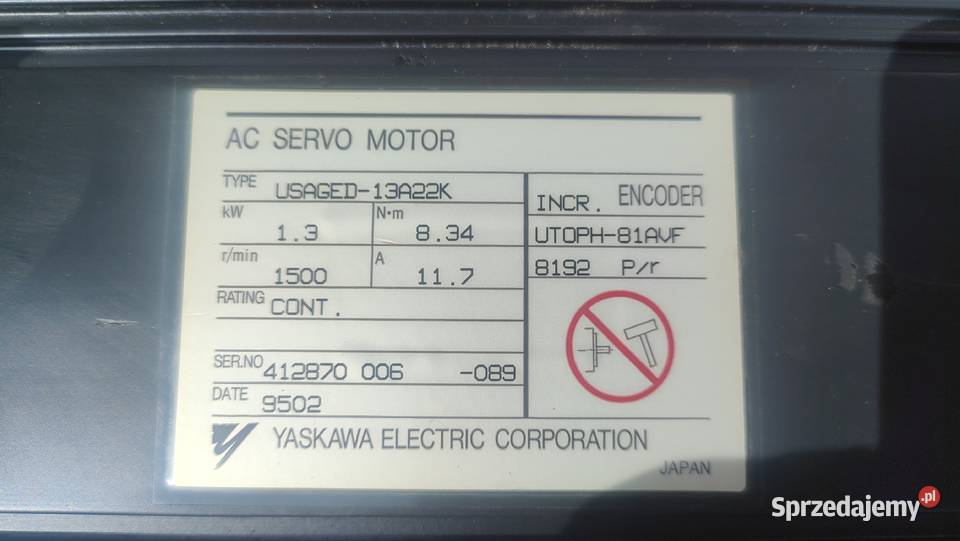 AC SERVO MOTOR
TYPE USAGED-13A22K
kW 1.3 N·m 8.34
r/min 1500 A 11.7
RATING CONT.
SER.NO 412870 006 -089
DATE 9502
INCR. ENCODER
UTOPH-81AVF
8192 P/r
YASKAWA ELECTRIC CORPORATION
JAPAN
Sprzedajemy.pl